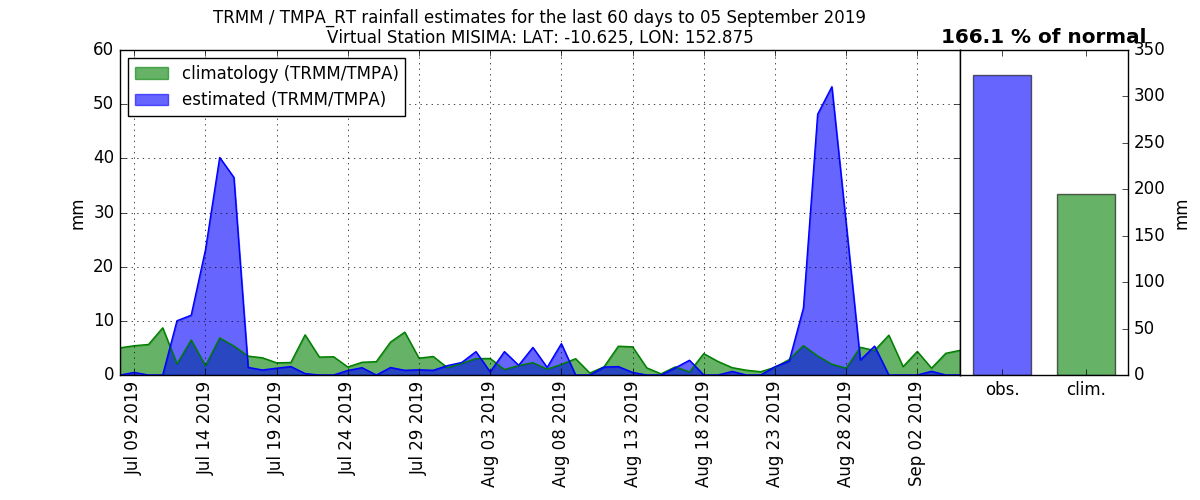 TRMM / TMPA_RT rainfall estimates for the last 60 days to 05 September 2019
Virtual Station MISIMA: LAT: -10.625, LON: 152.875
166.1 % of normal
climatology (TRMM/TMPA)
estimated (TRMM/TMPA)
60
50
40
30
20
10
0
mm
Jul 09 2019
Jul 14 2019
Jul 19 2019
Jul 24 2019
Jul 29 2019
Aug 03 2019
Aug 08 2019
Aug 13 2019
Aug 18 2019
Aug 23 2019
Aug 28 2019
Sep 02 2019
350
300
250
200
150
100
50
0
mm
obs.
clim.